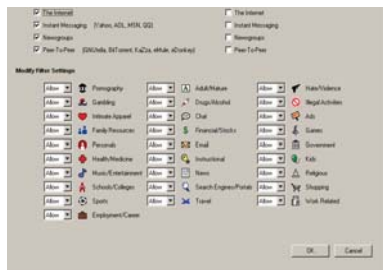 The Internet The Internet
Instant Messaging (Yahoo, AOL, MSN, QQ) Instant Messaging
Newsgroups Newsgroups
Peer-To-Peer (GNUtella, BitTorrent, KaZza, eMule, eDonkey) Peer-To-Peer
Modify Filter Settings
Allow Pornography Allow Adult/Mature Allow Hate/Violence
Allow Gambling Allow Drugs/Alcohol Allow Illegal Activities
Allow Intimate Apparel Allow Chat Allow Ads
Allow Family Resources Allow Financial/Stocks Allow Games
Allow Personals Allow Email Allow Government
Allow Health/Medicine Allow Instructional Allow Kids
Allow Music/Entertainment Allow News Allow Religious
Allow Schools/Colleges Allow Search Engines/Portals Allow Shopping
Allow Sports Allow Travel Allow Work Related
Allow Employment/Career
OK Cancel